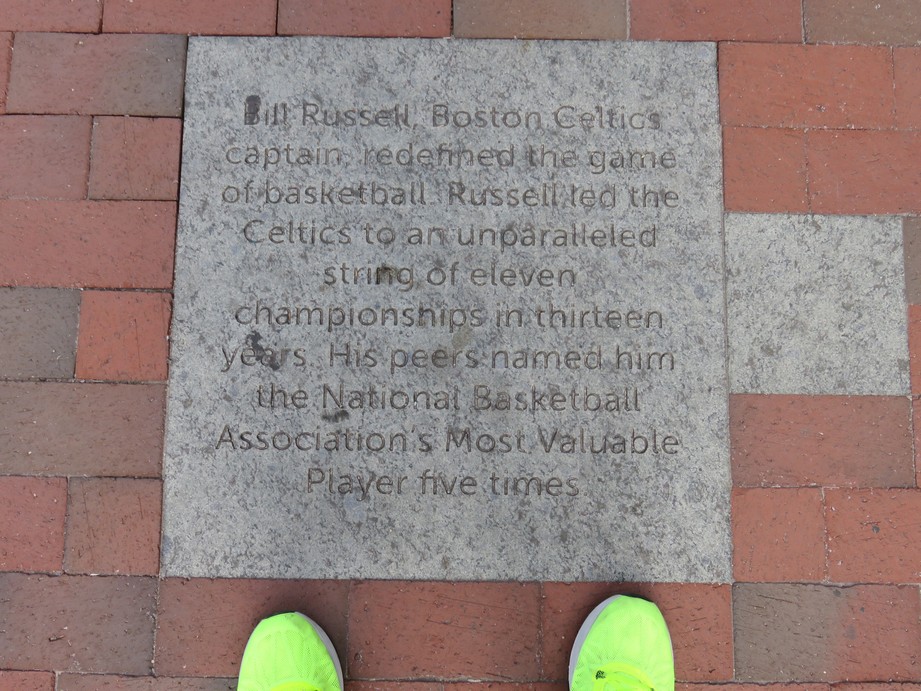 Bill Russell, Boston Celtics
captain, redefined the game
of basketball. Russell led the
Celtics to an unparalleled
string of eleven
championships in thirteen
years. His peers named him
the National Basketball
Association's Most Valuable
Player five times.